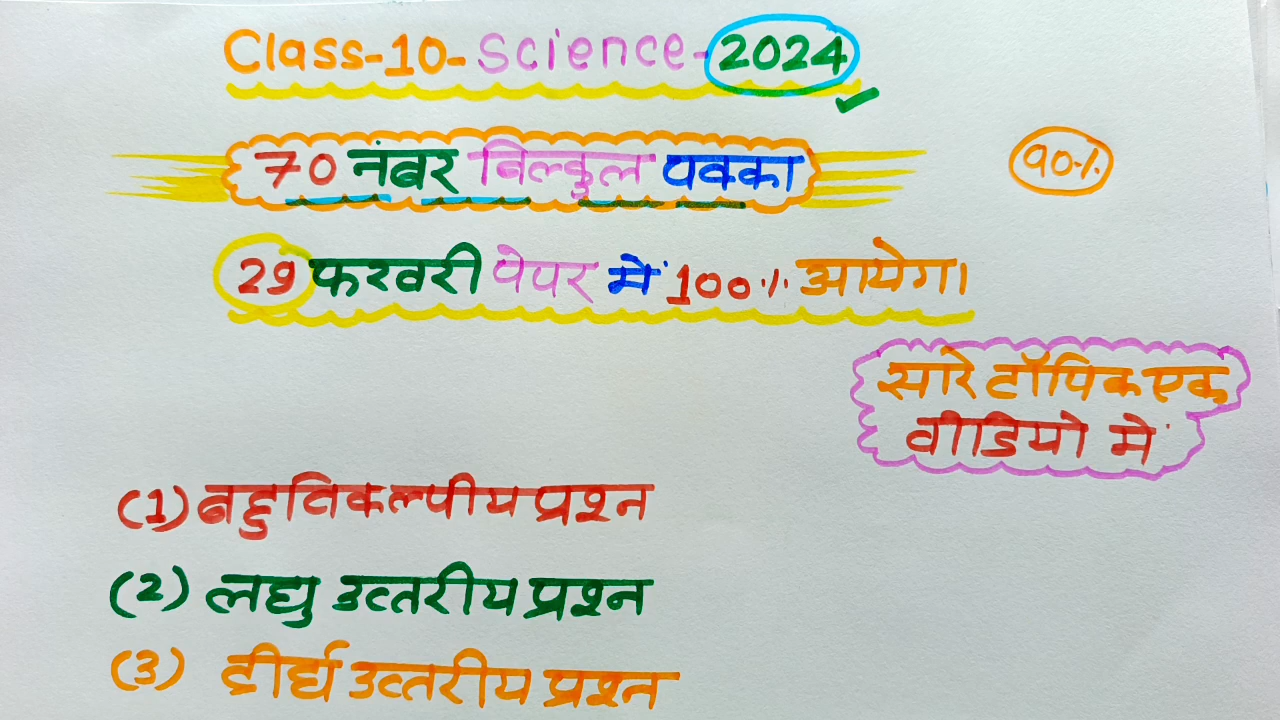 Class-10-Science-2024
70 नंबर बिल्कुल पक्का
90%
29 फरवरी पेपर में 100% आयेगा
सारे टॉपिक एक
वीडियो में
(1) बहुविकल्पीय प्रश्न
(2) लघु उत्तरीय प्रश्न
(3) दीर्घ उत्तरीय प्रश्न